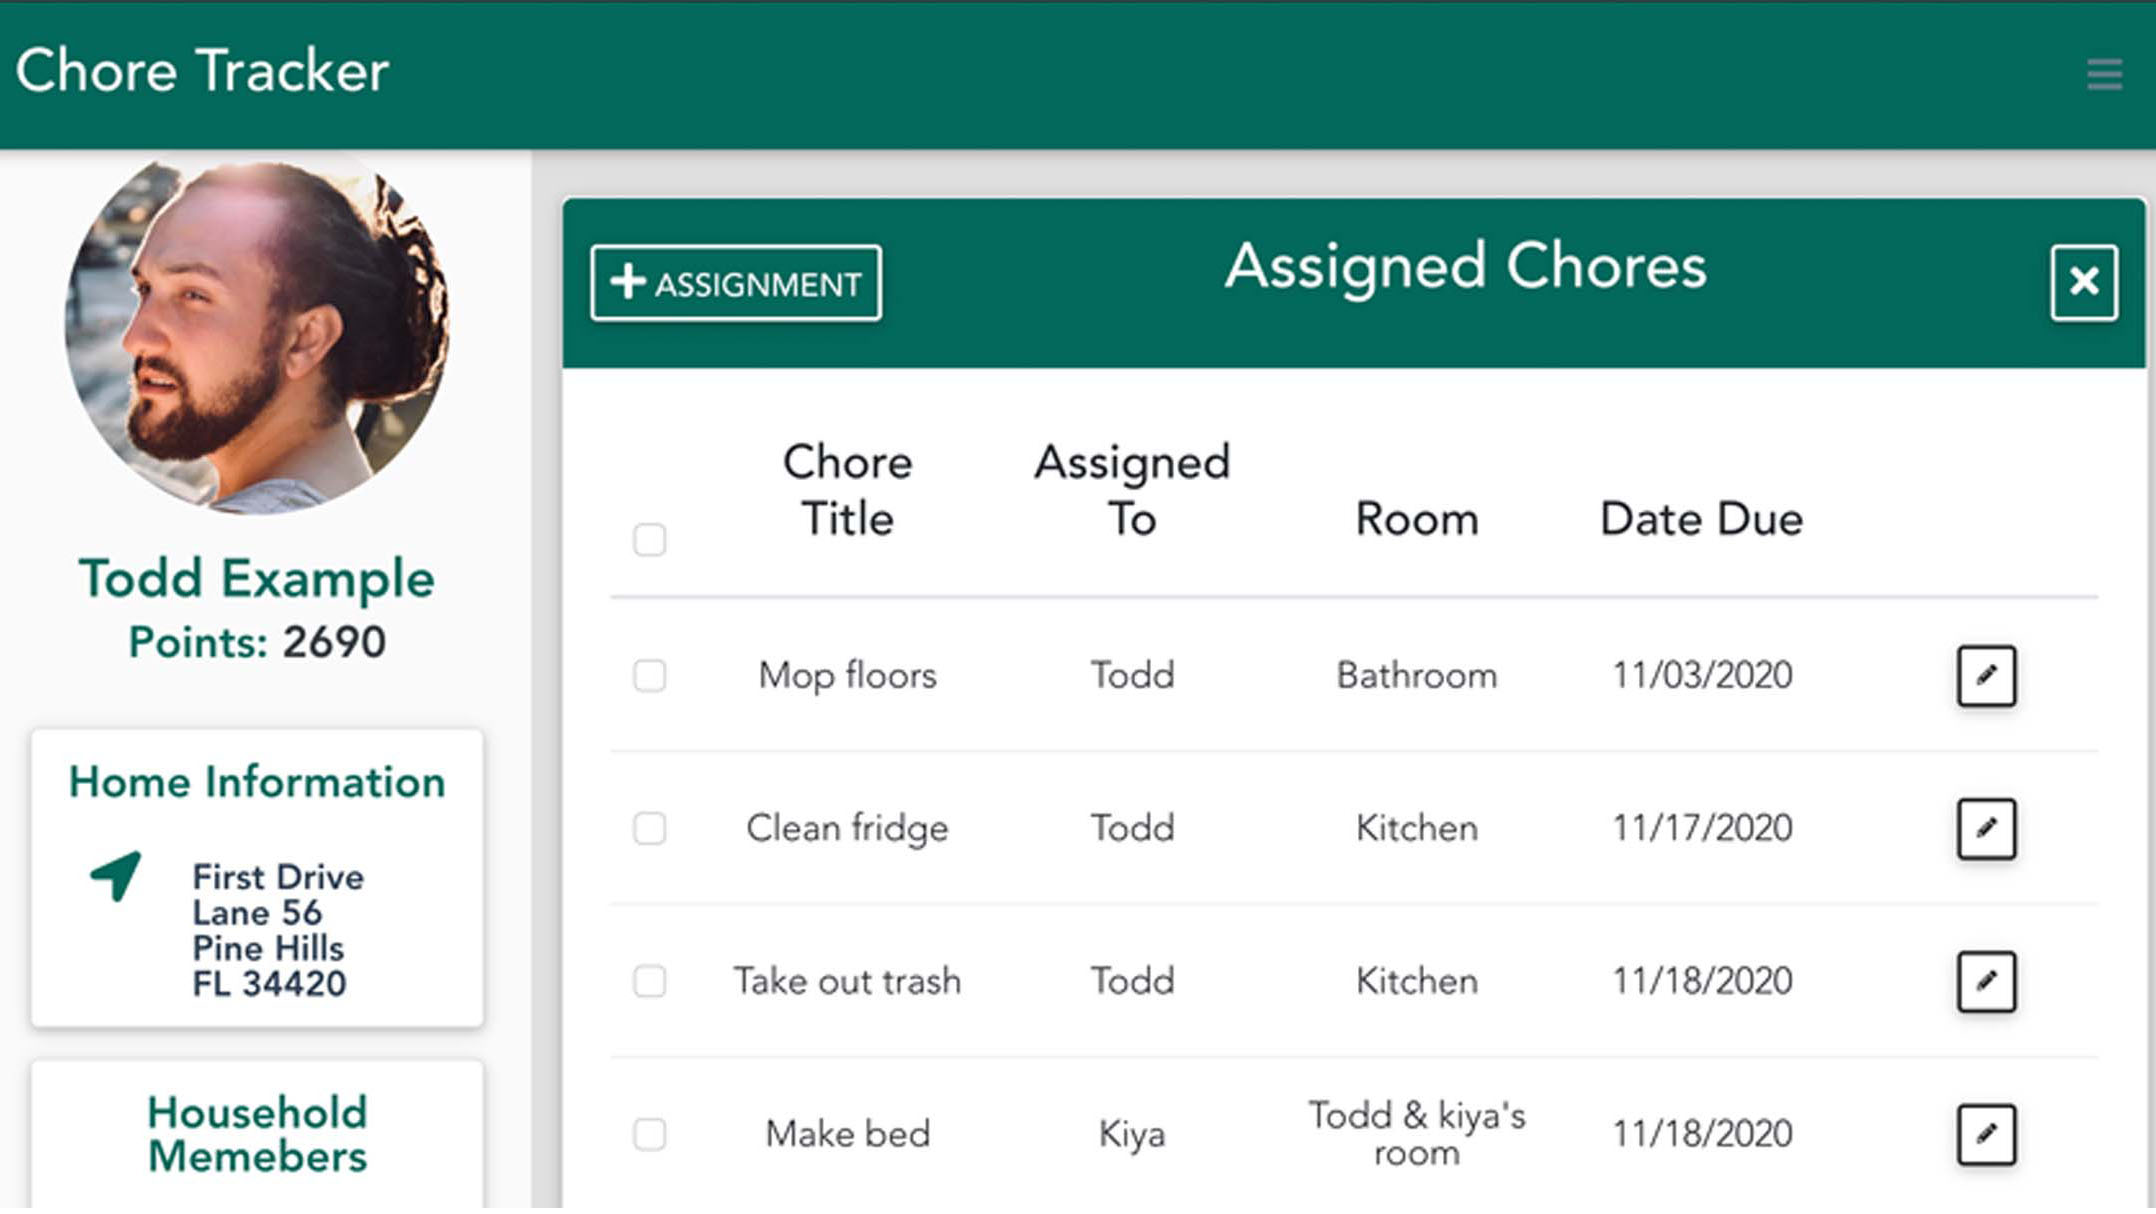 Chore Tracker
Todd Example
Points: 2690
Home Information
First Drive
Lane 56
Pine Hills
FL 34420
Household
Memebers
ASSIGNMENT
Assigned Chores
Chore Title Assigned To Room Date Due
Mop floors Todd Bathroom 11/03/2020
Clean fridge Todd Kitchen 11/17/2020
Take out trash Todd Kitchen 11/18/2020
Make bed Kiya Todd & kiya's room 11/18/2020